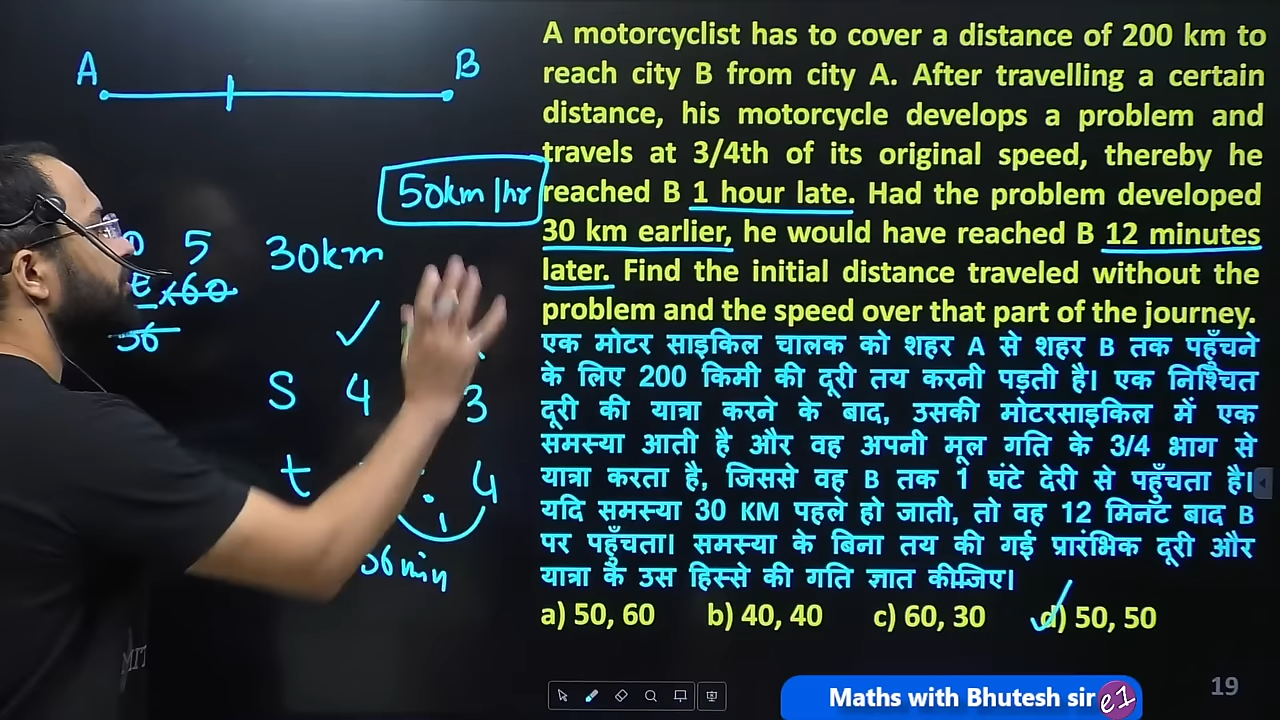 A motorcyclist has to cover a distance of 200 km to
reach city B from city A. After travelling a certain
distance, his motorcycle develops a problem and
travels at 3/4th of its original speed, thereby he
reached B 1 hour late. Had the problem developed
30 km earlier, he would have reached B 12 minutes
later. Find the initial distance traveled without the
problem and the speed over that part of the journey.
एक मोटर साइकिल चालक को शहर A से शहर B तक पहुँचने
के लिए 200 किमी की दूरी तय करनी पड़ती है। एक निश्चित
दूरी की यात्रा करने के बाद, उसकी मोटरसाइकिल में एक
समस्या आती है और वह अपनी मूल गति के 3/4 भाग से
यात्रा करता है, जिससे वह B तक 1 घंटे देरी से पहुँचता है।
यदि समस्या 30 KM पहले हो जाती, तो वह 12 मिनट बाद B
पर पहुँचता। समस्या के बिना तय की गई प्रारंभिक दूरी और
यात्रा के उस हिस्से की गति ज्ञात कीजिए।
a) 50, 60 b) 40, 40 c) 60, 30 d) 50, 50
A B
50km/hr
5 30km
×60
36
S 4 3
t : 4
1
36min
Maths with Bhutesh sir e1
19